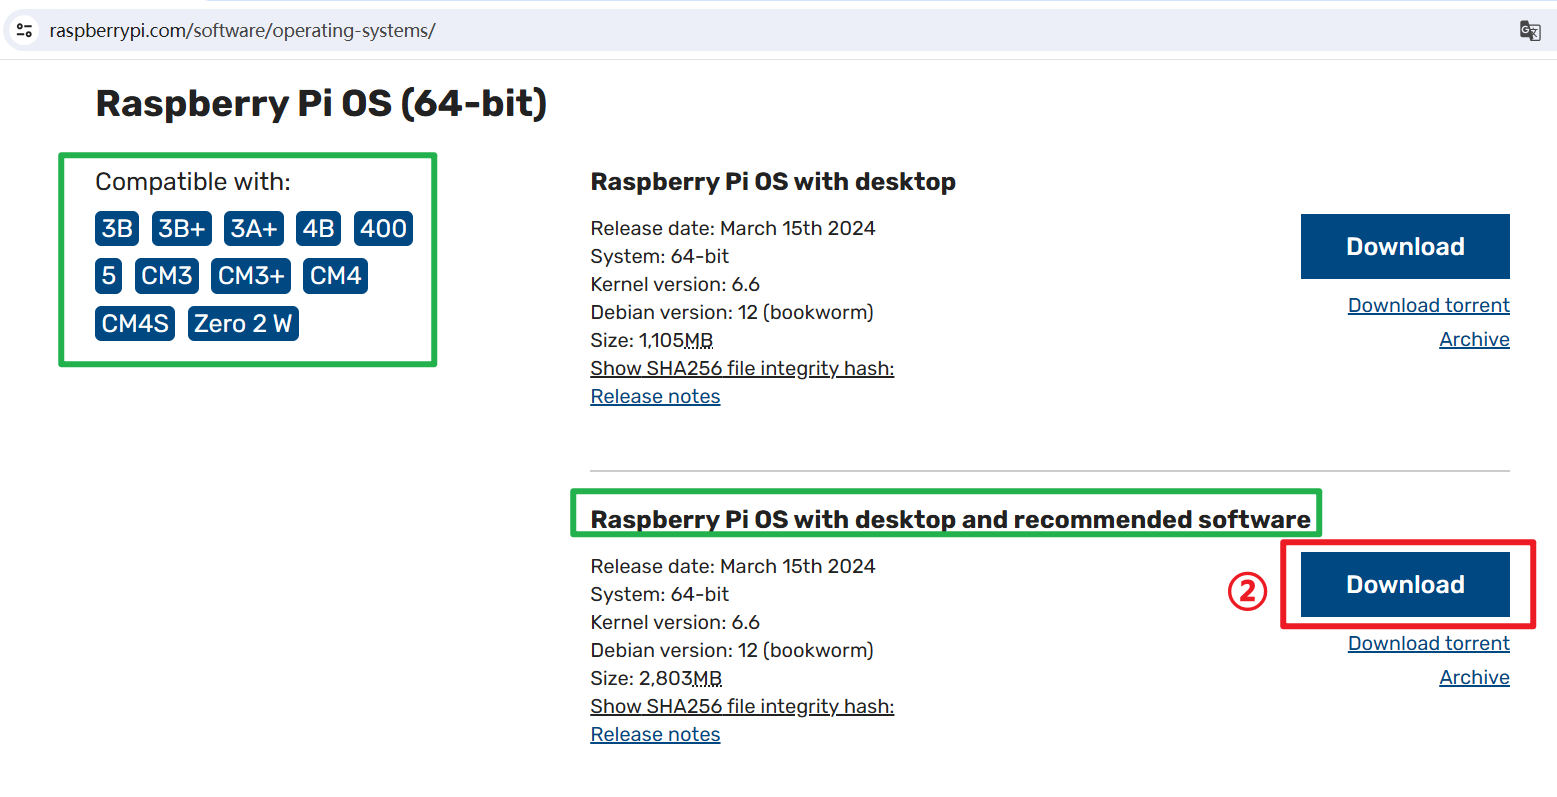 raspberrypi.com/software/operating-systems/
Raspberry Pi OS (64-bit)
Compatible with:
3B 3B+ 3A+ 4B 400
5 CM3 CM3+ CM4
CM4S Zero 2 W
Raspberry Pi OS with desktop
Release date: March 15th 2024
System: 64-bit
Kernel version: 6.6
Debian version: 12 (bookworm)
Size: 1,105MB
Show SHA256 file integrity hash:
Release notes
Download
Download torrent
Archive
Raspberry Pi OS with desktop and recommended software
Release date: March 15th 2024
System: 64-bit
Kernel version: 6.6
Debian version: 12 (bookworm)
Size: 2,803MB
Show SHA256 file integrity hash:
Release notes
②
Download
Download torrent
Archive